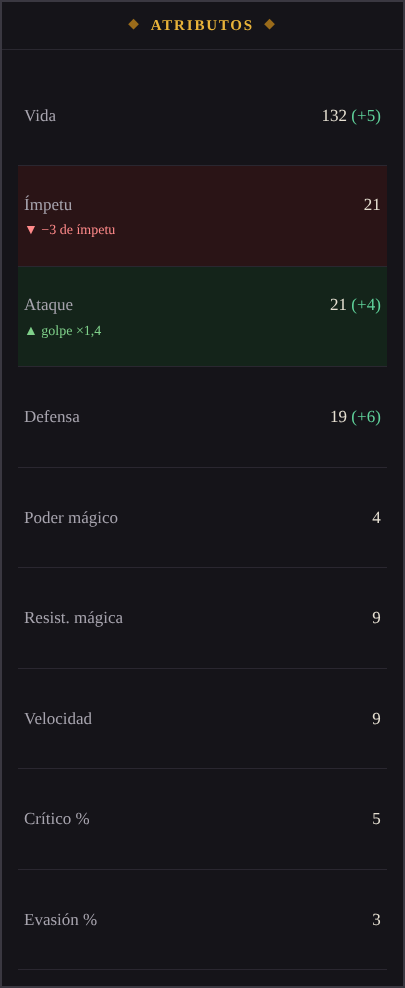 ATRIBUTOS
Vida 132 (+5)
Ímpetu 21
▼ −3 de ímpetu
Ataque 21 (+4)
▲ golpe ×1,4
Defensa 19 (+6)
Poder mágico 4
Resist. mágica 9
Velocidad 9
Crítico % 5
Evasión % 3